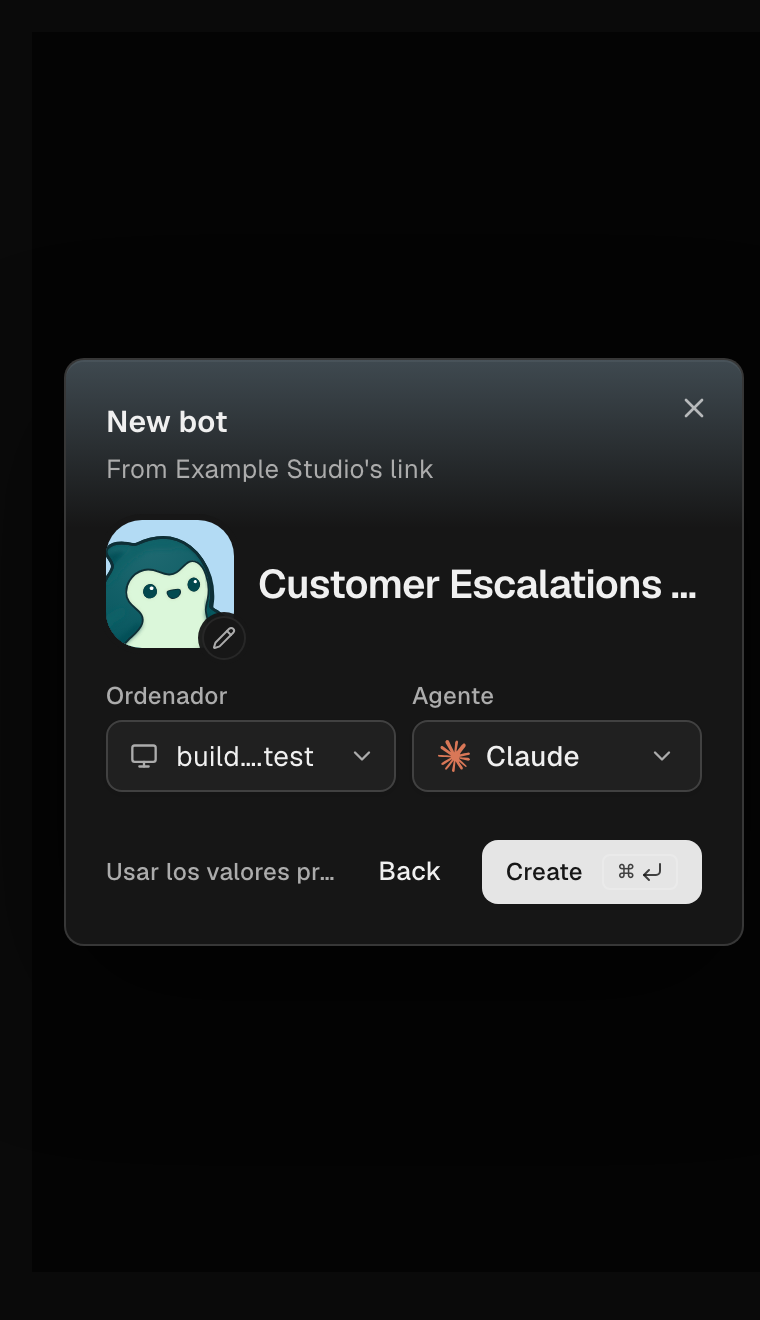 New bot
From Example Studio's link
Customer Escalations ...
Ordenador
Agente
build....test
Claude
Usar los valores pr...
Back
Create ⌘ ↵